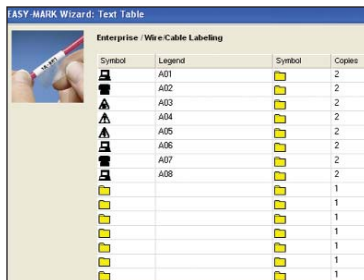 EASY-MARK Wizard: Text Table
Enterprise / Wire/Cable Labeling
Symbol Legend Symbol Copies
A01 2
A02 2
A03 2
A04 2
A05 2
A06 2
A07 2
A08 2
1
1
1
1
1
1
1